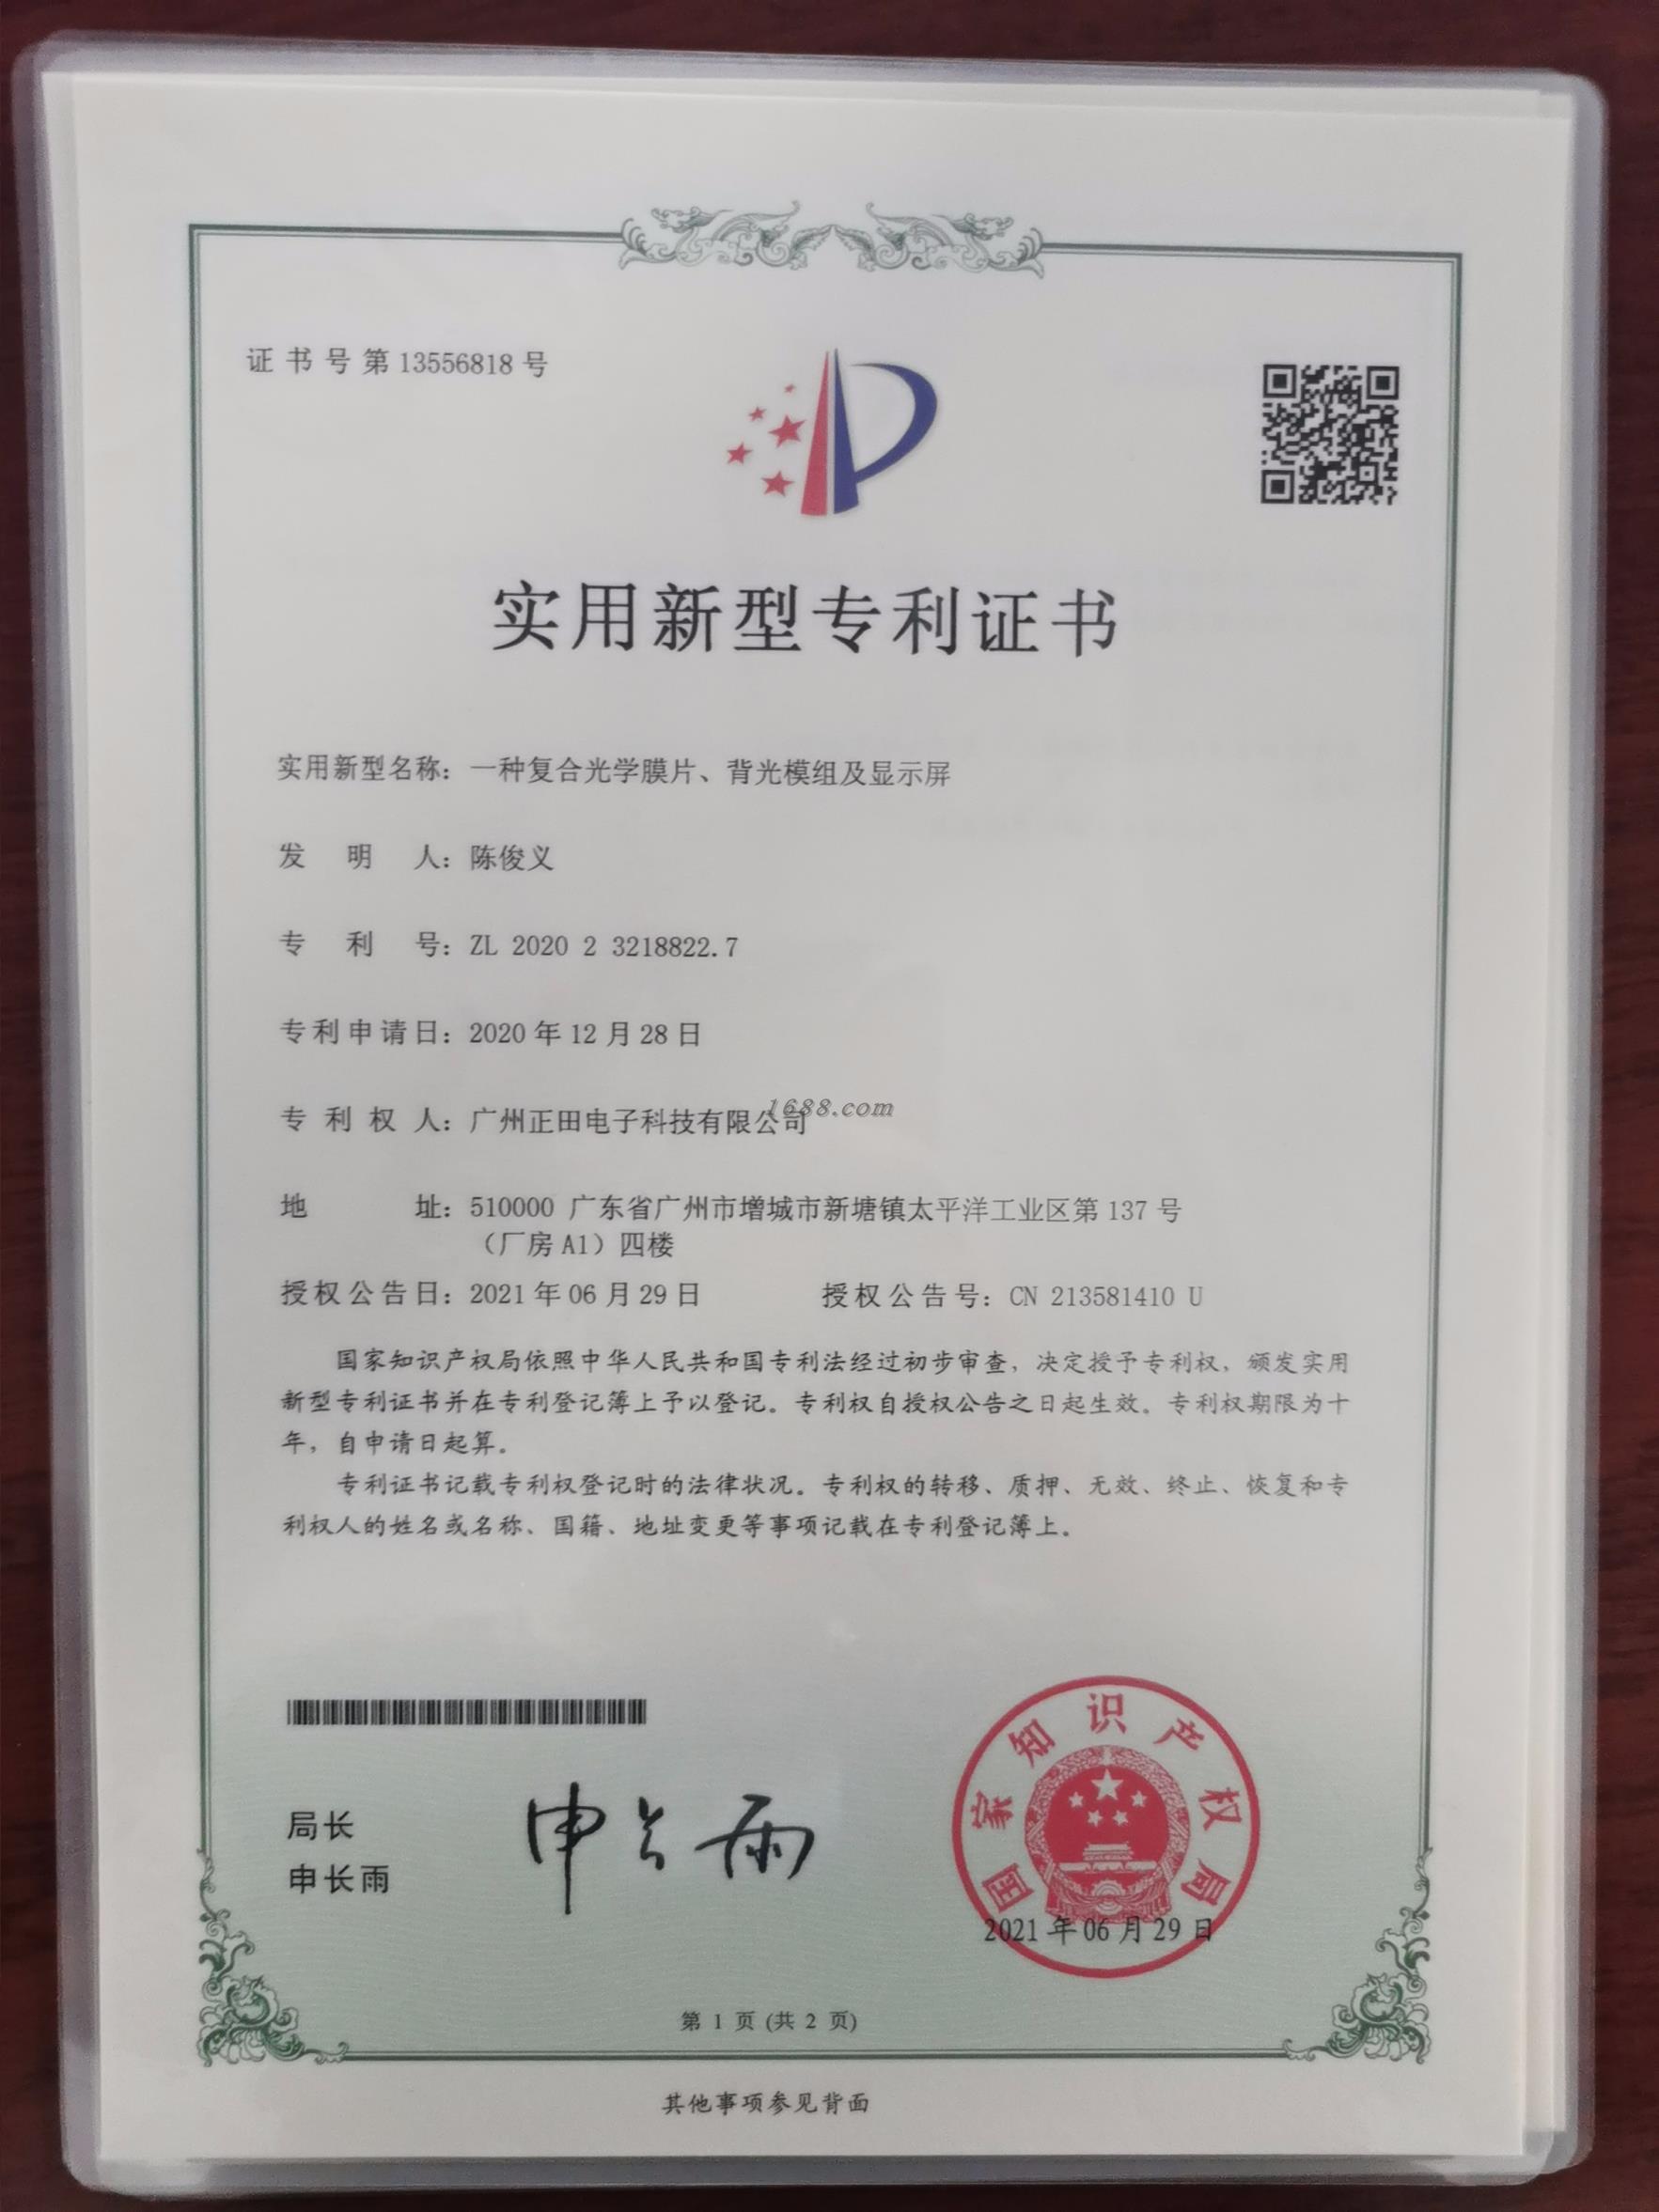 证书号第13556818号
实用新型专利证书
实用新型名称：一种复合光学膜片、背光模组及显示屏
发明人：陈俊义
专利号：ZL 2020 2 3218822.7
专利申请日：2020年12月28日
1688.com
专利权人：广州正田电子科技有限公司
地址：510000 广东省广州市增城市新塘镇太平洋工业区第137号
（厂房A1）四楼
授权公告日：2021年06月29日 授权公告号：CN 213581410 U
国家知识产权局依照中华人民共和国专利法经过初步审查，决定授予专利权，颁发实用
新型专利证书并在专利登记簿上予以登记。专利权自授权公告之日起生效。专利权期限为十
年，自申请日起算。
专利证书记载专利权登记时的法律状况。专利权的转移、质押、无效、终止、恢复和专
利权人的姓名或名称、国籍、地址变更等事项记载在专利登记簿上。
局长
申长雨
申长雨
国家知识产权局
2021年06月29日
第 1 页 (共 2 页)
其他事项参见背面